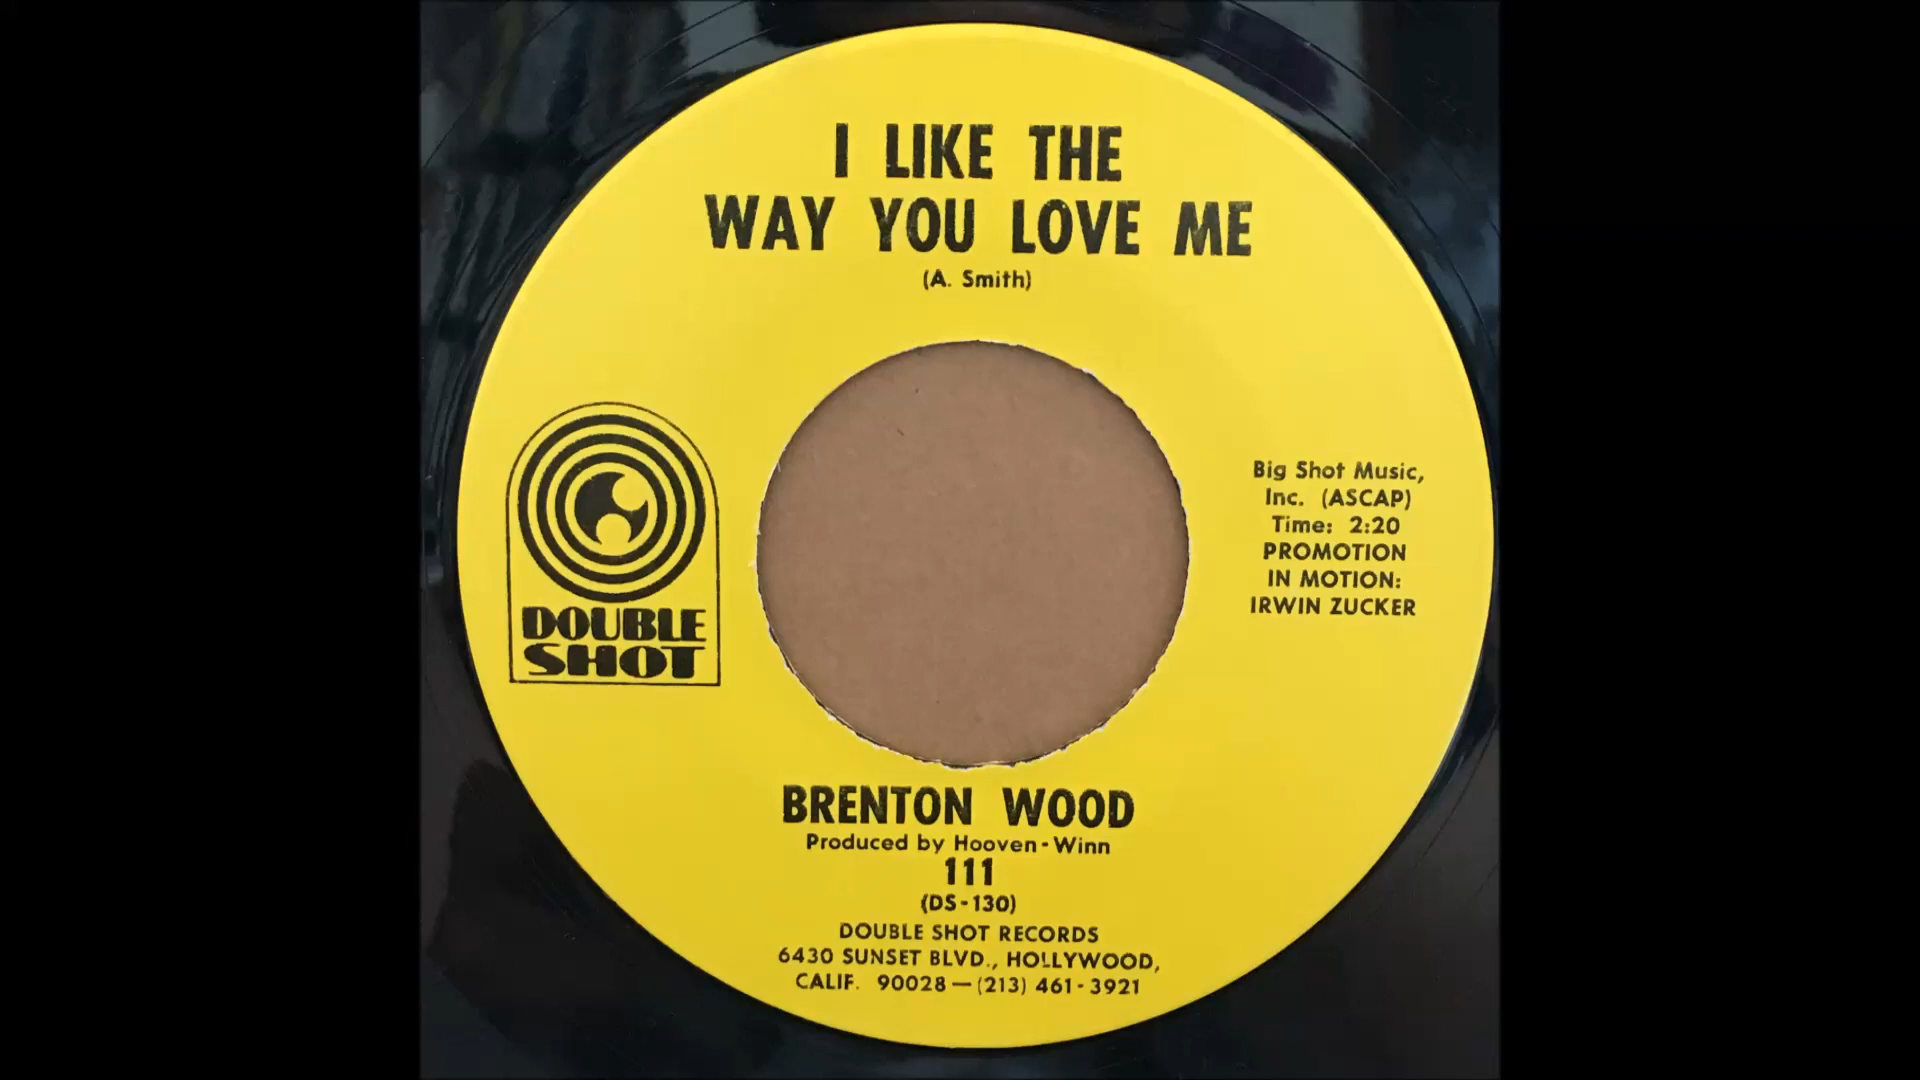 I LIKE THE
WAY YOU LOVE ME
(A. Smith)
DOUBLE
SHOT
Big Shot Music,
Inc. (ASCAP)
Time: 2:20
PROMOTION
IN MOTION:
IRWIN ZUCKER
BRENTON WOOD
Produced by Hooven-Winn
111
(DS-130)
DOUBLE SHOT RECORDS
6430 SUNSET BLVD., HOLLYWOOD,
CALIF. 90028—(213) 461-3921